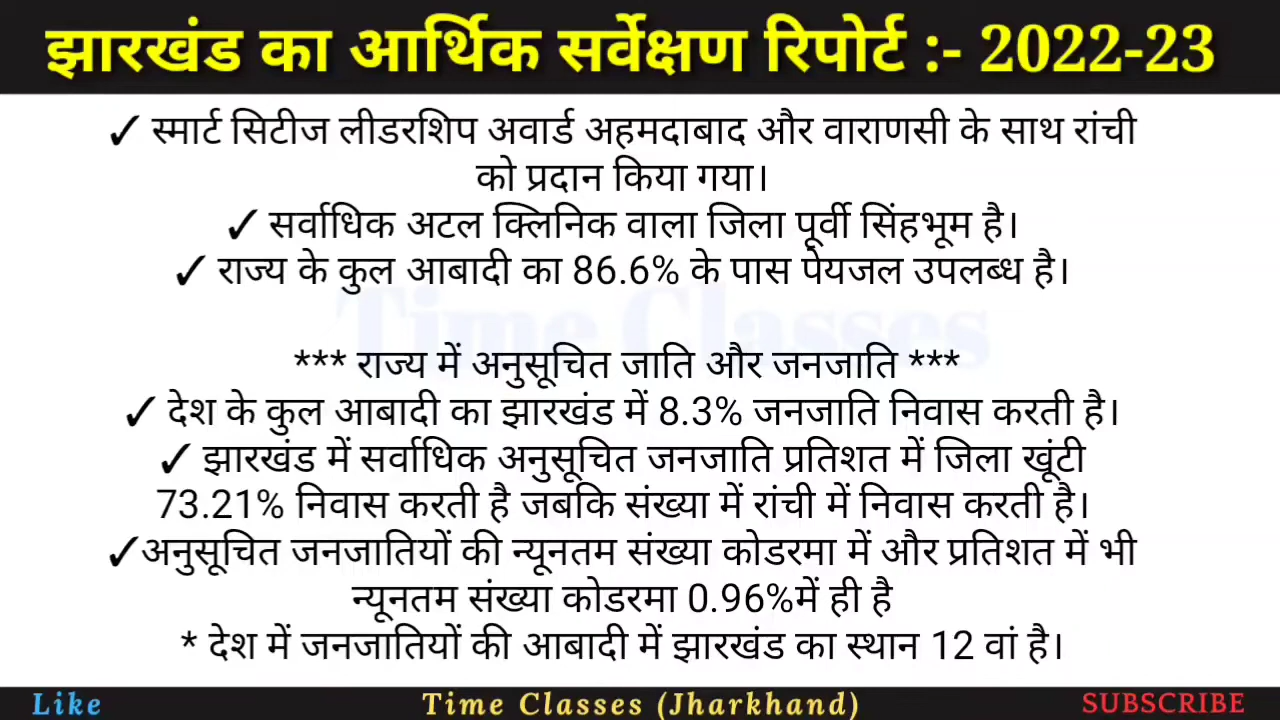 झारखंड का आर्थिक सर्वेक्षण रिपोर्ट :- 2022-23
✓ स्मार्ट सिटीज लीडरशिप अवार्ड अहमदाबाद और वाराणसी के साथ रांची
को प्रदान किया गया।
✓ सर्वाधिक अटल क्लिनिक वाला जिला पूर्वी सिंहभूम है।
✓ राज्य के कुल आबादी का 86.6% के पास पेयजल उपलब्ध है।
Time Classes
*** राज्य में अनुसूचित जाति और जनजाति ***
✓ देश के कुल आबादी का झारखंड में 8.3% जनजाति निवास करती है।
✓ झारखंड में सर्वाधिक अनुसूचित जनजाति प्रतिशत में जिला खूंटी
73.21% निवास करती है जबकि संख्या में रांची में निवास करती है।
✓अनुसूचित जनजातियों की न्यूनतम संख्या कोडरमा में और प्रतिशत में भी
न्यूनतम संख्या कोडरमा 0.96%में ही है
* देश में जनजातियों की आबादी में झारखंड का स्थान 12 वां है।
Like Time Classes (Jharkhand) SUBSCRIBE